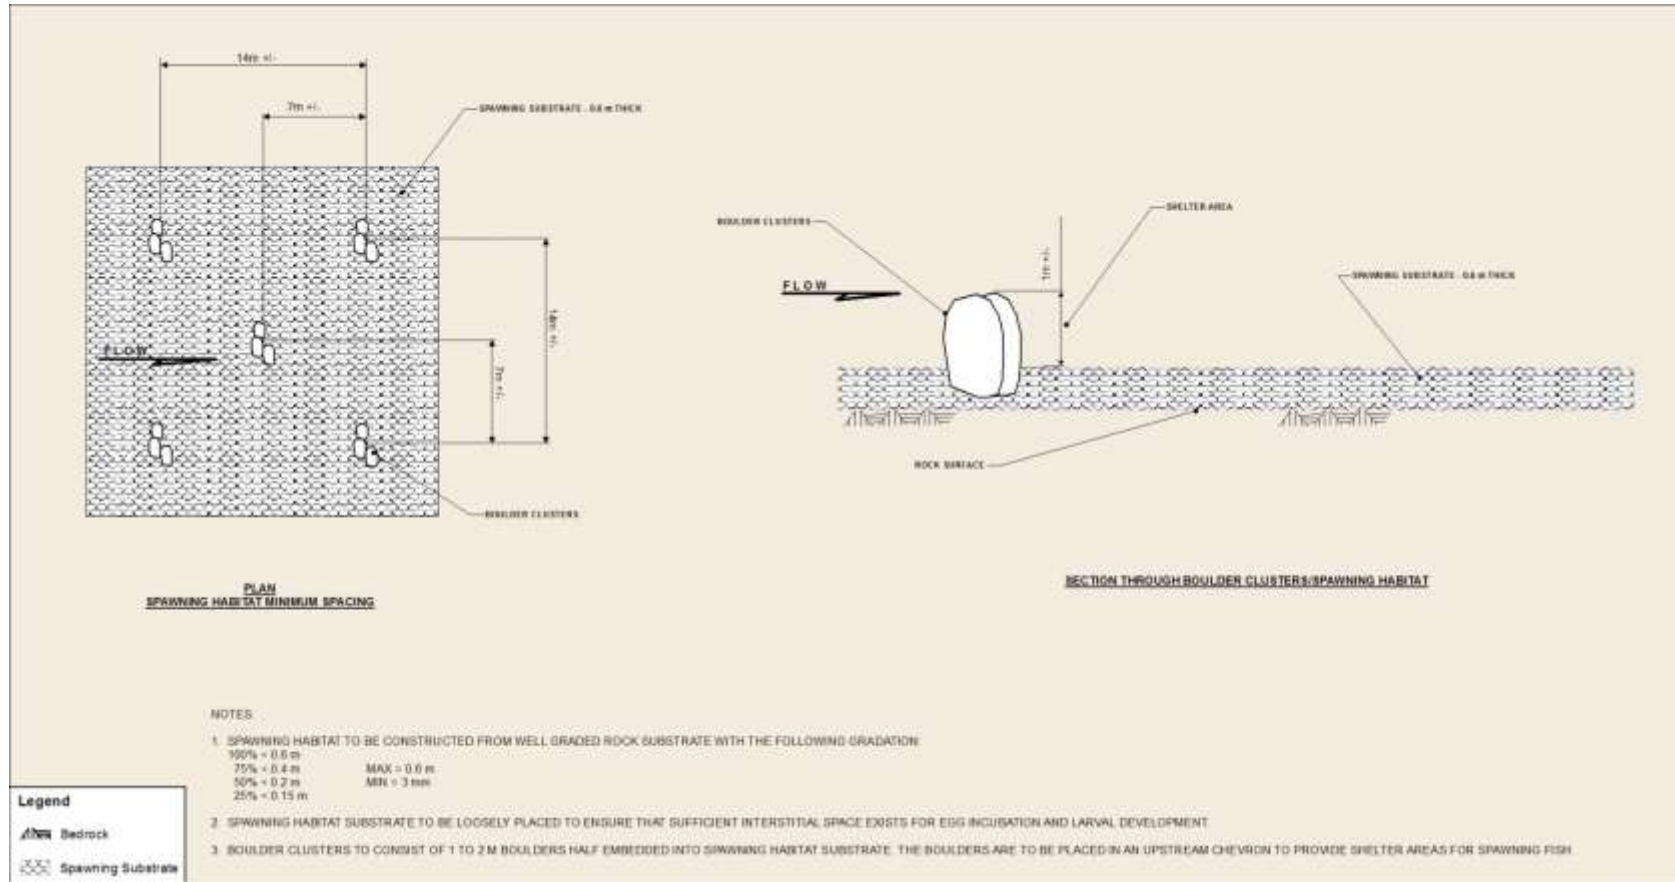 14m +/-
7m +/-
SPAWNING SUBSTRATE - 0.6 m THICK
FLOW
14m +/-
7m +/-
BOULDER CLUSTERS
PLAN
SPAWNING HABITAT MINIMUM SPACING
BOULDER CLUSTERS
SHELTER AREA
1m +/-
FLOW
SPAWNING SUBSTRATE - 0.6 m THICK
ROCK SURFACE
SECTION THROUGH BOULDER CLUSTERS/SPAWNING HABITAT
NOTES
1. SPAWNING HABITAT TO BE CONSTRUCTED FROM WELL GRADED ROCK SUBSTRATE WITH THE FOLLOWING GRADATION:
100% < 0.6 m
75% < 0.4 m MAX = 0.6 m
50% < 0.2 m MIN = 3 mm
25% < 0.15 m
2. SPAWNING HABITAT SUBSTRATE TO BE LOOSELY PLACED TO ENSURE THAT SUFFICIENT INTERSTITIAL SPACE EXISTS FOR EGG INCUBATION AND LARVAL DEVELOPMENT
3. BOULDER CLUSTERS TO CONSIST OF 1 TO 2 M BOULDERS HALF EMBEDDED INTO SPAWNING HABITAT SUBSTRATE. THE BOULDERS ARE TO BE PLACED IN AN UPSTREAM CHEVRON TO PROVIDE SHELTER AREAS FOR SPAWNING FISH
Legend
Bedrock
Spawning Substrate